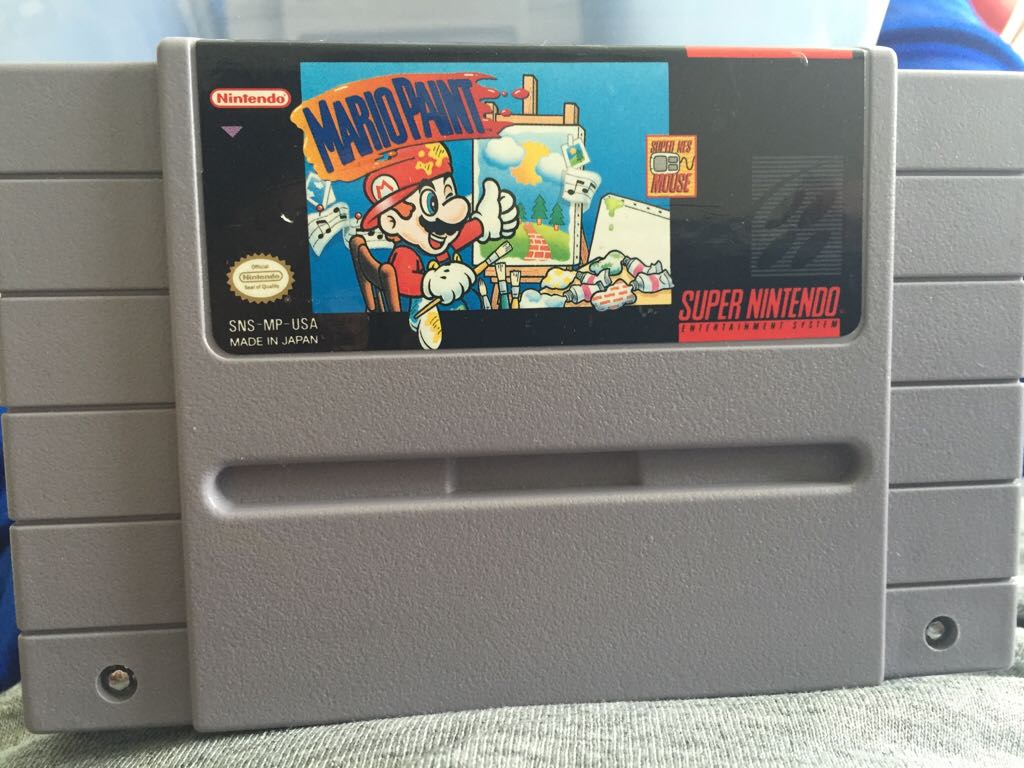 Nintendo®
MARIO PAINT™
SUPER NES
MOUSE
M
Official
Nintendo
Seal of Quality
SNS-MP-USA
MADE IN JAPAN
SUPER NINTENDO
ENTERTAINMENT SYSTEM